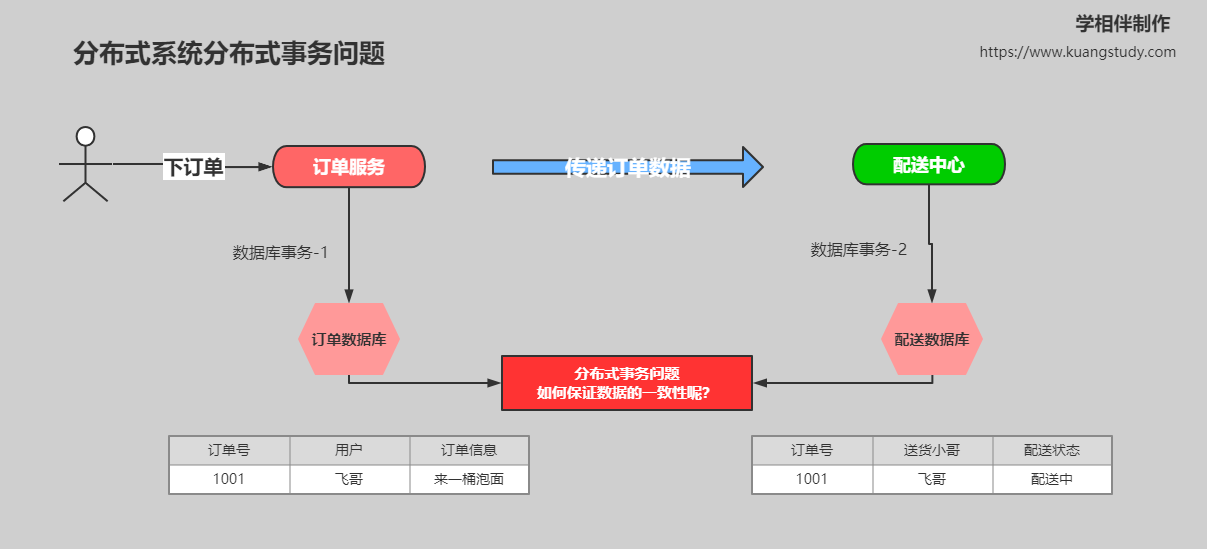 学相伴制作
分布式系统分布式事务问题
https://www.kuangstudy.com
下订单
订单服务
传递订单数据
配送中心
数据库事务-1
数据库事务-2
订单数据库
配送数据库
分布式事务问题
如何保证数据的一致性呢?
订单号 用户 订单信息
1001 飞哥 来一桶泡面
订单号 送货小哥 配送状态
1001 飞哥 配送中